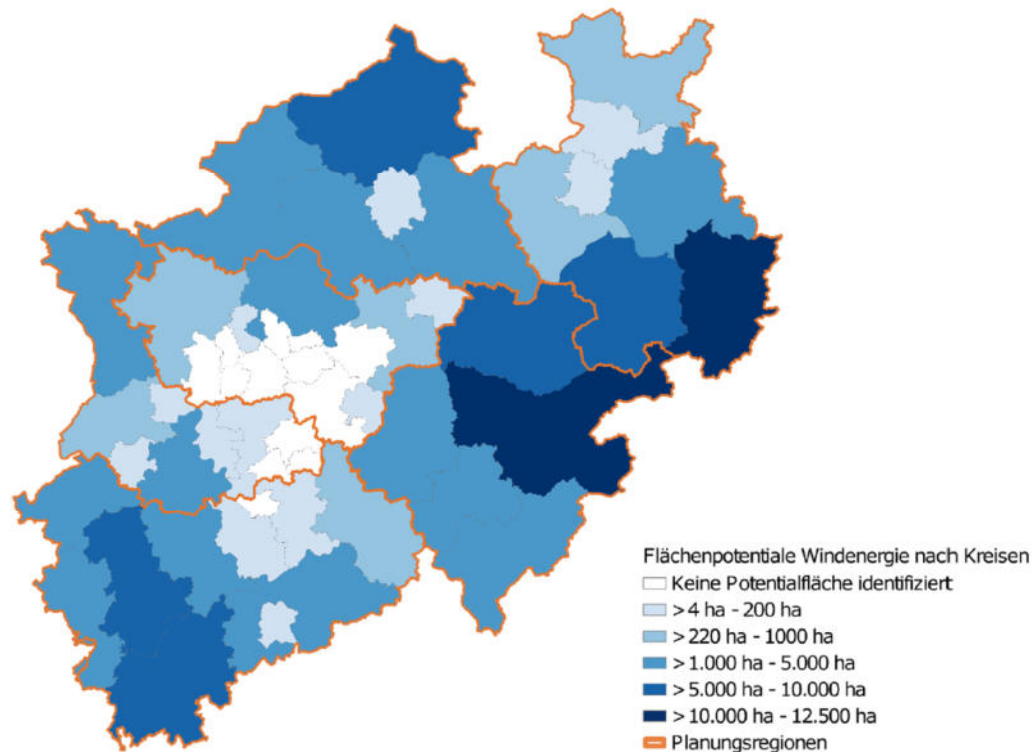 Flächenpotentiale Windenergie nach Kreisen
Keine Potentialfläche identifiziert
> 4 ha - 200 ha
> 220 ha - 1000 ha
> 1.000 ha - 5.000 ha
> 5.000 ha - 10.000 ha
> 10.000 ha - 12.500 ha
Planungsregionen